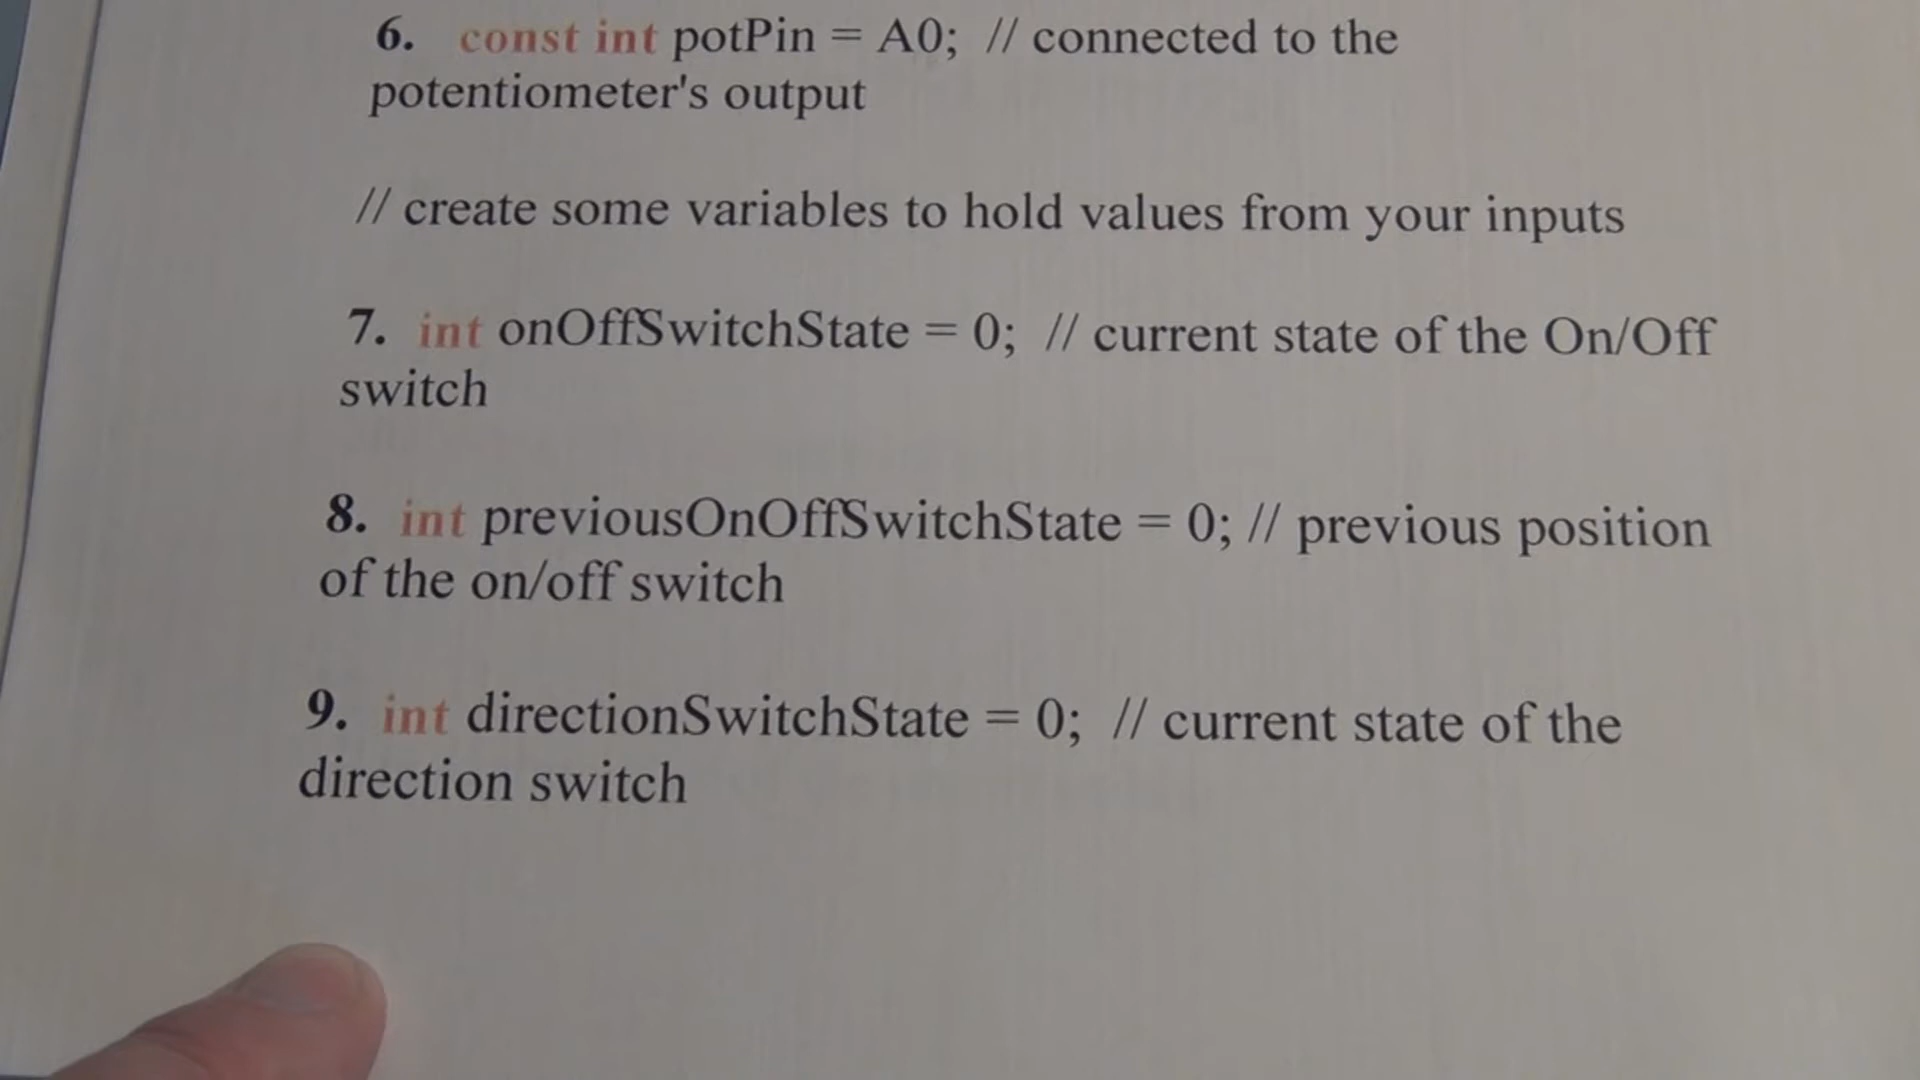 6. const int potPin = A0; // connected to the
potentiometer's output
// create some variables to hold values from your inputs
7. int onOffSwitchState = 0; // current state of the On/Off
switch
8. int previousOnOffSwitchState = 0; // previous position
of the on/off switch
9. int directionSwitchState = 0; // current state of the
direction switch